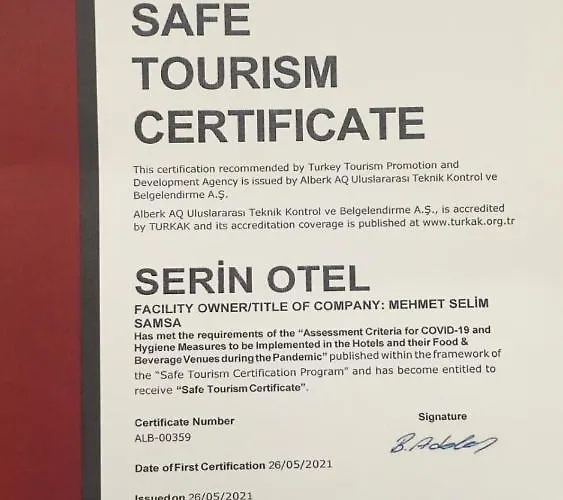 SAFE
TOURISM
CERTIFICATE
This certification recommended by Turkey Tourism Promotion and
Development Agency is issued by Alberk AQ Uluslararası Teknik Kontrol ve
Belgelendirme A.Ş.
Alberk AQ Uluslararası Teknik Kontrol ve Belgelendirme A.Ş., is accredited
by TURKAK and its accreditation coverage is published at www.turkak.org.tr
SERİN OTEL
FACILITY OWNER/TITLE OF COMPANY: MEHMET SELİM
SAMSA
Has met the requirements of the “Assessment Criteria for COVID-19 and
Hygiene Measures to be Implemented in the Hotels and their Food &
Beverage Venues during the Pandemic” published within the framework of
the “Safe Tourism Certification Program” and has become entitled to
receive “Safe Tourism Certificate”.
Certificate Number
ALB-00359
Signature
Date of First Certification 26/05/2021
Issued on 26/05/2021